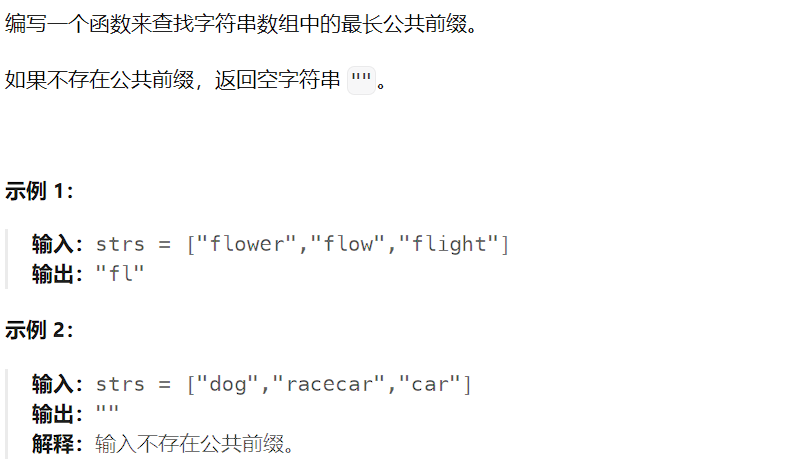 编写一个函数来查找字符串数组中的最长公共前缀。
如果不存在公共前缀，返回空字符串 ""。
示例 1：
输入：strs = ["flower","flow","flight"]
输出："fl"
示例 2：
输入：strs = ["dog","racecar","car"]
输出：""
解释：输入不存在公共前缀。